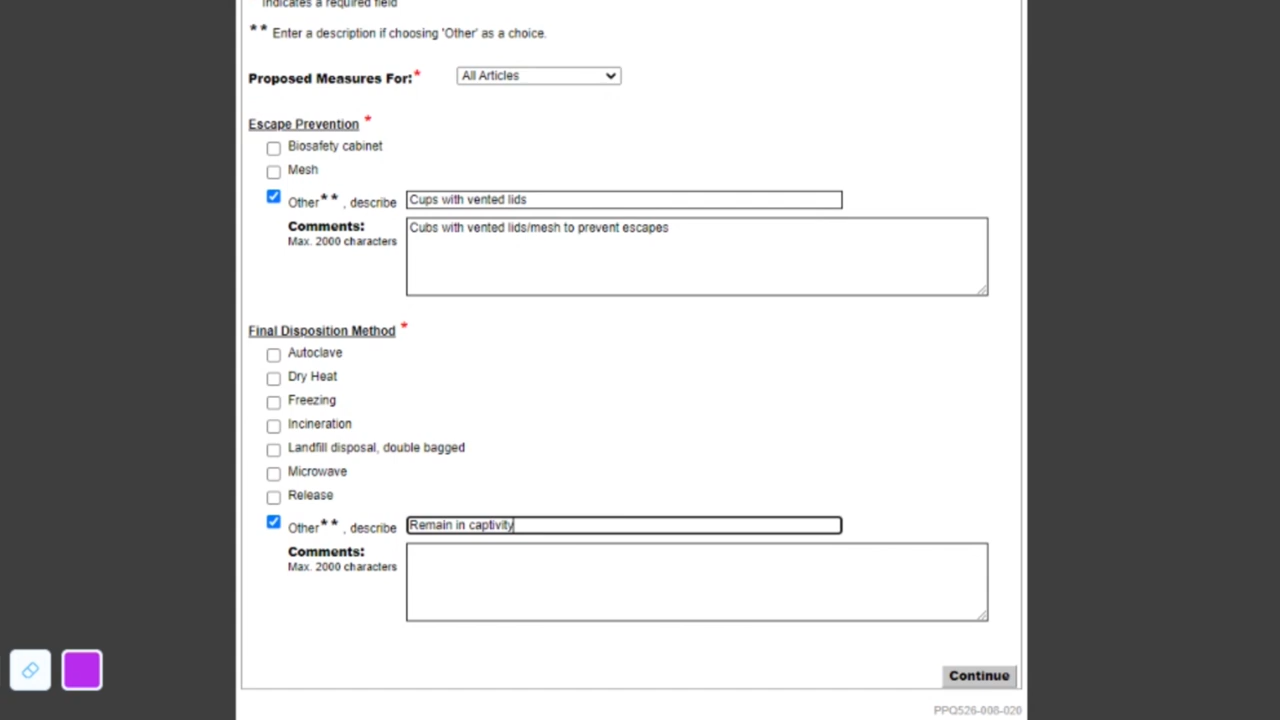 Indicates a required field
** Enter a description if choosing 'Other' as a choice.
Proposed Measures For:* All Articles
Escape Prevention *
Biosafety cabinet
Mesh
Other** , describe Cups with vented lids
Comments: Cubs with vented lids/mesh to prevent escapes
Max. 2000 characters
Final Disposition Method *
Autoclave
Dry Heat
Freezing
Incineration
Landfill disposal, double bagged
Microwave
Release
Other** , describe Remain in captivity
Comments:
Max. 2000 characters
Continue
PPQ526-008-020